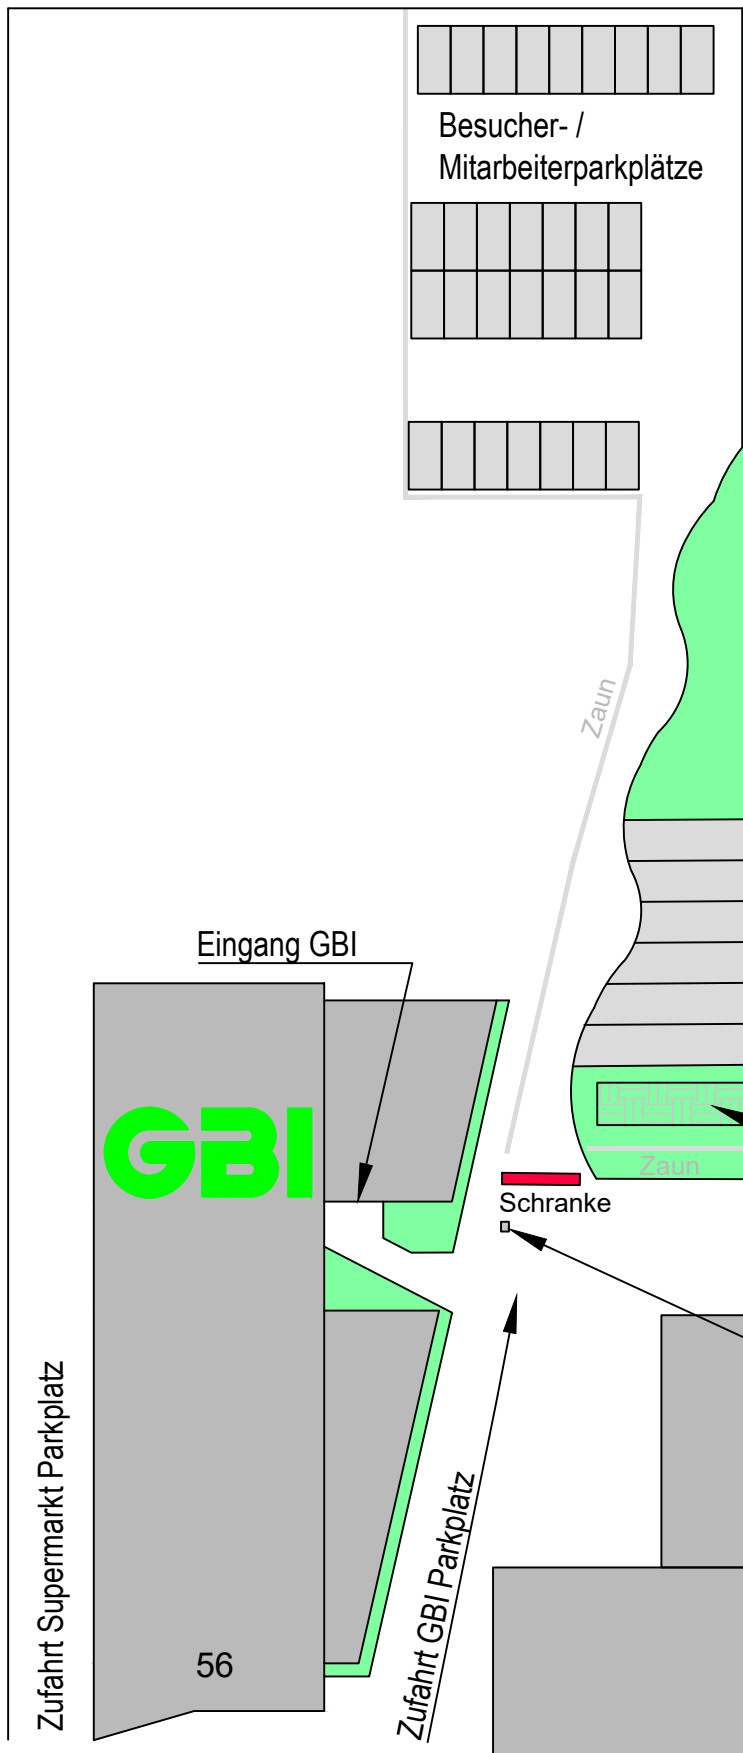 Besucher- /
Mitarbeiterparkplätze
Zaun
Eingang GBI
GBI
Zaun
Schranke
Zufahrt Supermarkt Parkplatz
Zufahrt GBI Parkplatz
56